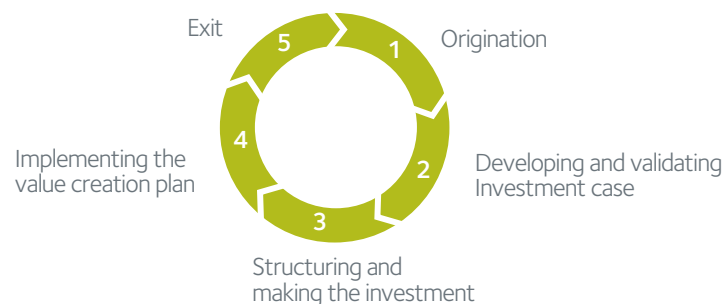 1
Origination
2
Developing and validating
Investment case
3
Structuring and
making the investment
4
Implementing the
value creation plan
5
Exit